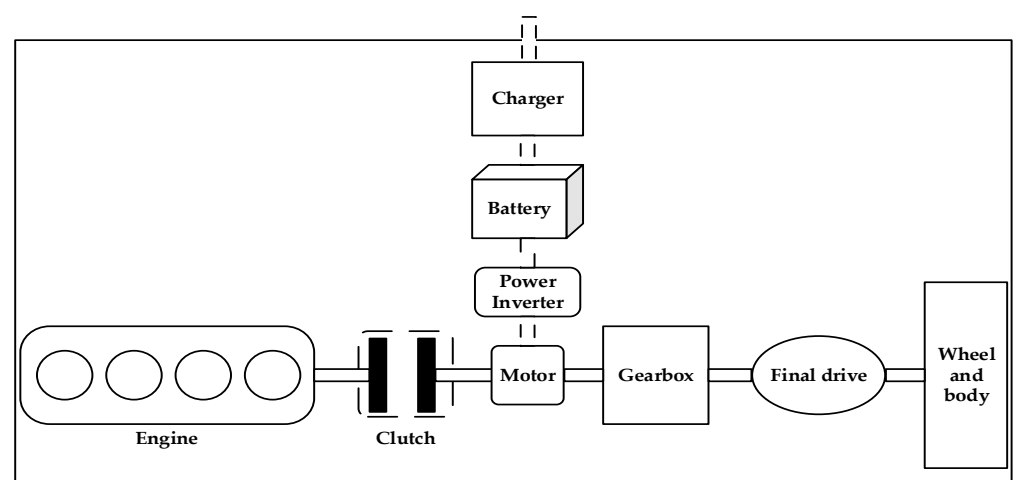 Charger
Battery
Power
Inverter
Motor
Gearbox
Final drive
Wheel
and
body
Engine
Clutch